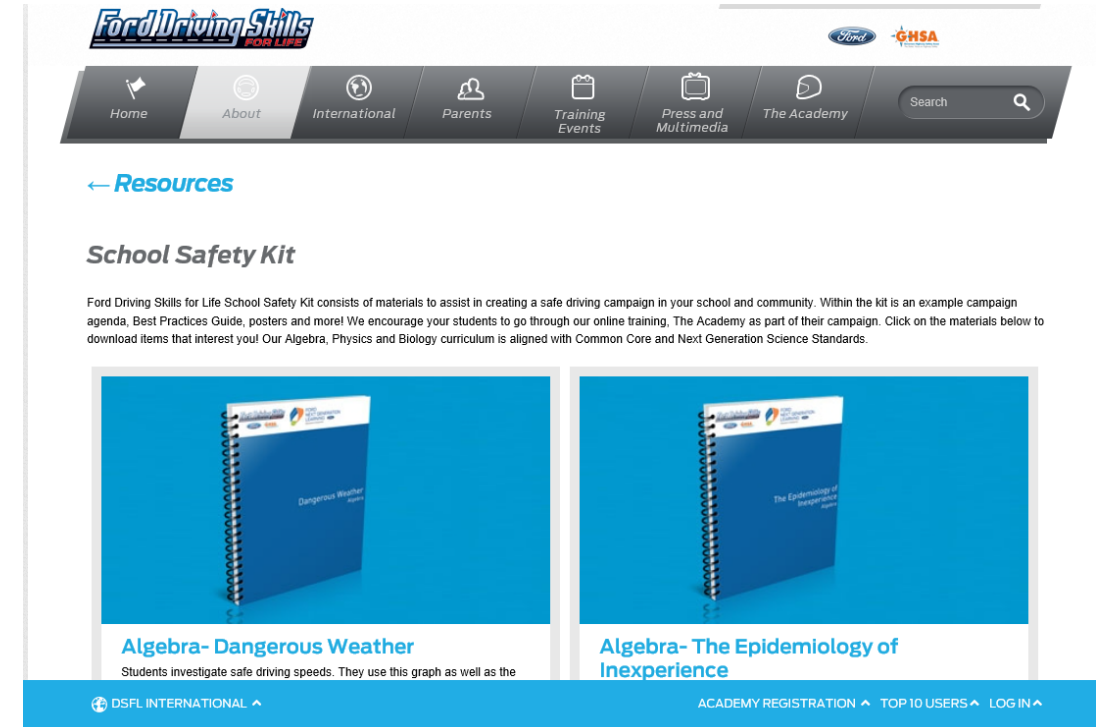 Ford Driving Skills
FOR LIFE
Ford
GHSA
Home
About
International
Parents
Training
Events
Press and
Multimedia
The Academy
Search
← Resources
School Safety Kit
Ford Driving Skills for Life School Safety Kit consists of materials to assist in creating a safe driving campaign in your school and community. Within the kit is an example campaign
agenda, Best Practices Guide, posters and more! We encourage your students to go through our online training, The Academy as part of their campaign. Click on the materials below to
download items that interest you! Our Algebra, Physics and Biology curriculum is aligned with Common Core and Next Generation Science Standards.
Dangerous Weather
Algebra
The Epidemiology of
Inexperience
Algebra
Algebra- Dangerous Weather
Students investigate safe driving speeds. They use this graph as well as the
Algebra- The Epidemiology of
Inexperience
DSFL INTERNATIONAL
ACADEMY REGISTRATION
TOP 10 USERS
LOG IN